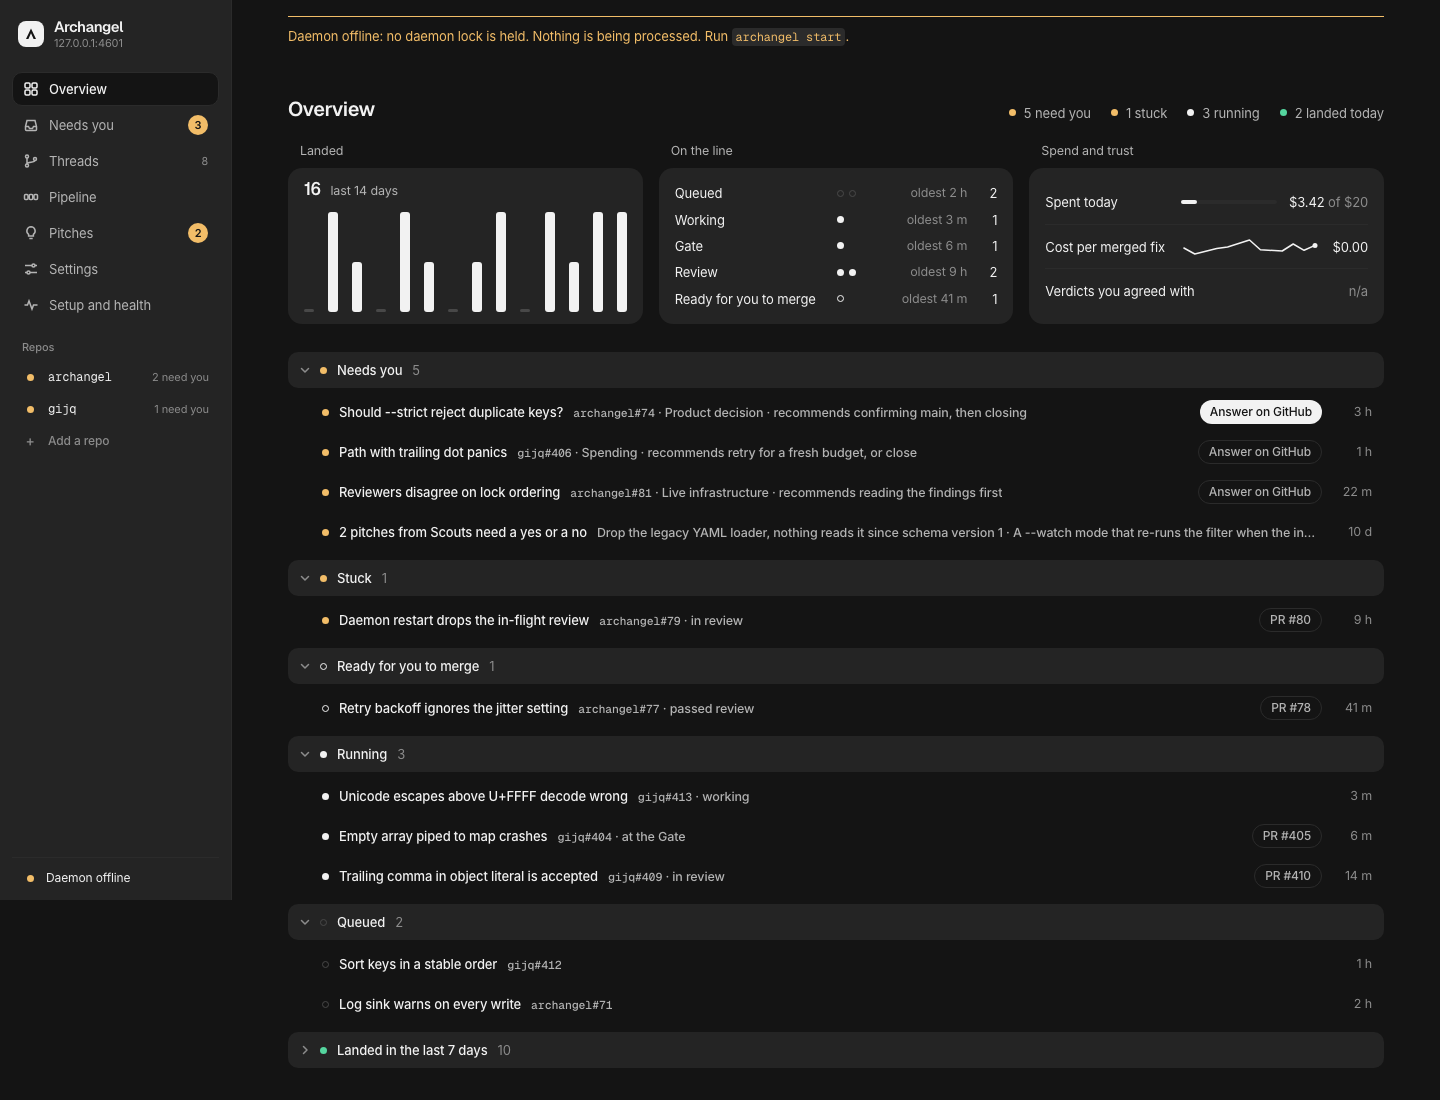 Archangel
127.0.0.1:4601
Overview
Needs you 3
Threads 8
Pipeline
Pitches 2
Settings
Setup and health
Repos
archangel 2 need you
gijq 1 need you
+ Add a repo
Daemon offline
Daemon offline: no daemon lock is held. Nothing is being processed. Run archangel start.
Overview
5 need you 1 stuck 3 running 2 landed today
Landed
16 last 14 days
On the line
Queued oldest 2 h 2
Working oldest 3 m 1
Gate oldest 6 m 1
Review oldest 9 h 2
Ready for you to merge oldest 41 m 1
Spend and trust
Spent today $3.42 of $20
Cost per merged fix $0.00
Verdicts you agreed with n/a
Needs you 5
Should --strict reject duplicate keys? archangel#74 · Product decision · recommends confirming main, then closing Answer on GitHub 3 h
Path with trailing dot panics gijq#406 · Spending · recommends retry for a fresh budget, or close Answer on GitHub 1 h
Reviewers disagree on lock ordering archangel#81 · Live infrastructure · recommends reading the findings first Answer on GitHub 22 m
2 pitches from Scouts need a yes or a no Drop the legacy YAML loader, nothing reads it since schema version 1 · A --watch mode that re-runs the filter when the in... 10 d
Stuck 1
Daemon restart drops the in-flight review archangel#79 · in review PR #80 9 h
Ready for you to merge 1
Retry backoff ignores the jitter setting archangel#77 · passed review PR #78 41 m
Running 3
Unicode escapes above U+FFFF decode wrong gijq#413 · working 3 m
Empty array piped to map crashes gijq#404 · at the Gate PR #405 6 m
Trailing comma in object literal is accepted gijq#409 · in review PR #410 14 m
Queued 2
Sort keys in a stable order gijq#412 1 h
Log sink warns on every write archangel#71 2 h
Landed in the last 7 days 10